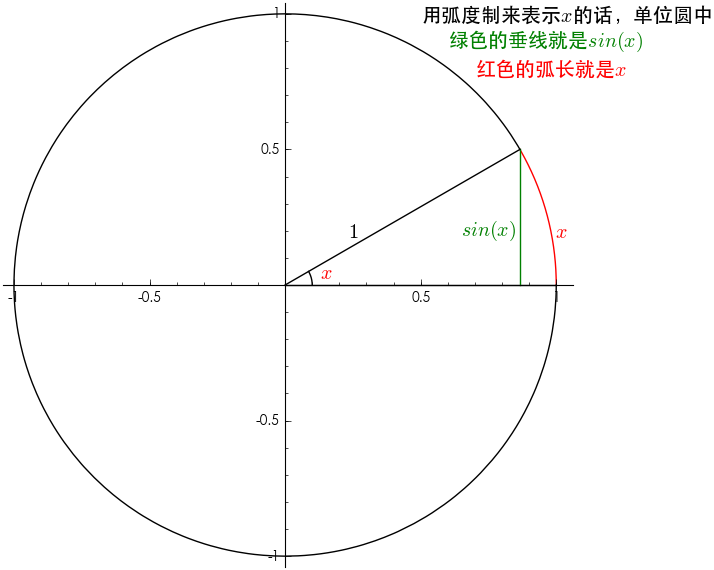 用弧度制来表示x的话，单位圆中
绿色的垂线就是sin(x)
红色的弧长就是x
1
0.5
sin(x)
x
1
x
-1
-0.5
0.5
1
-0.5
-1